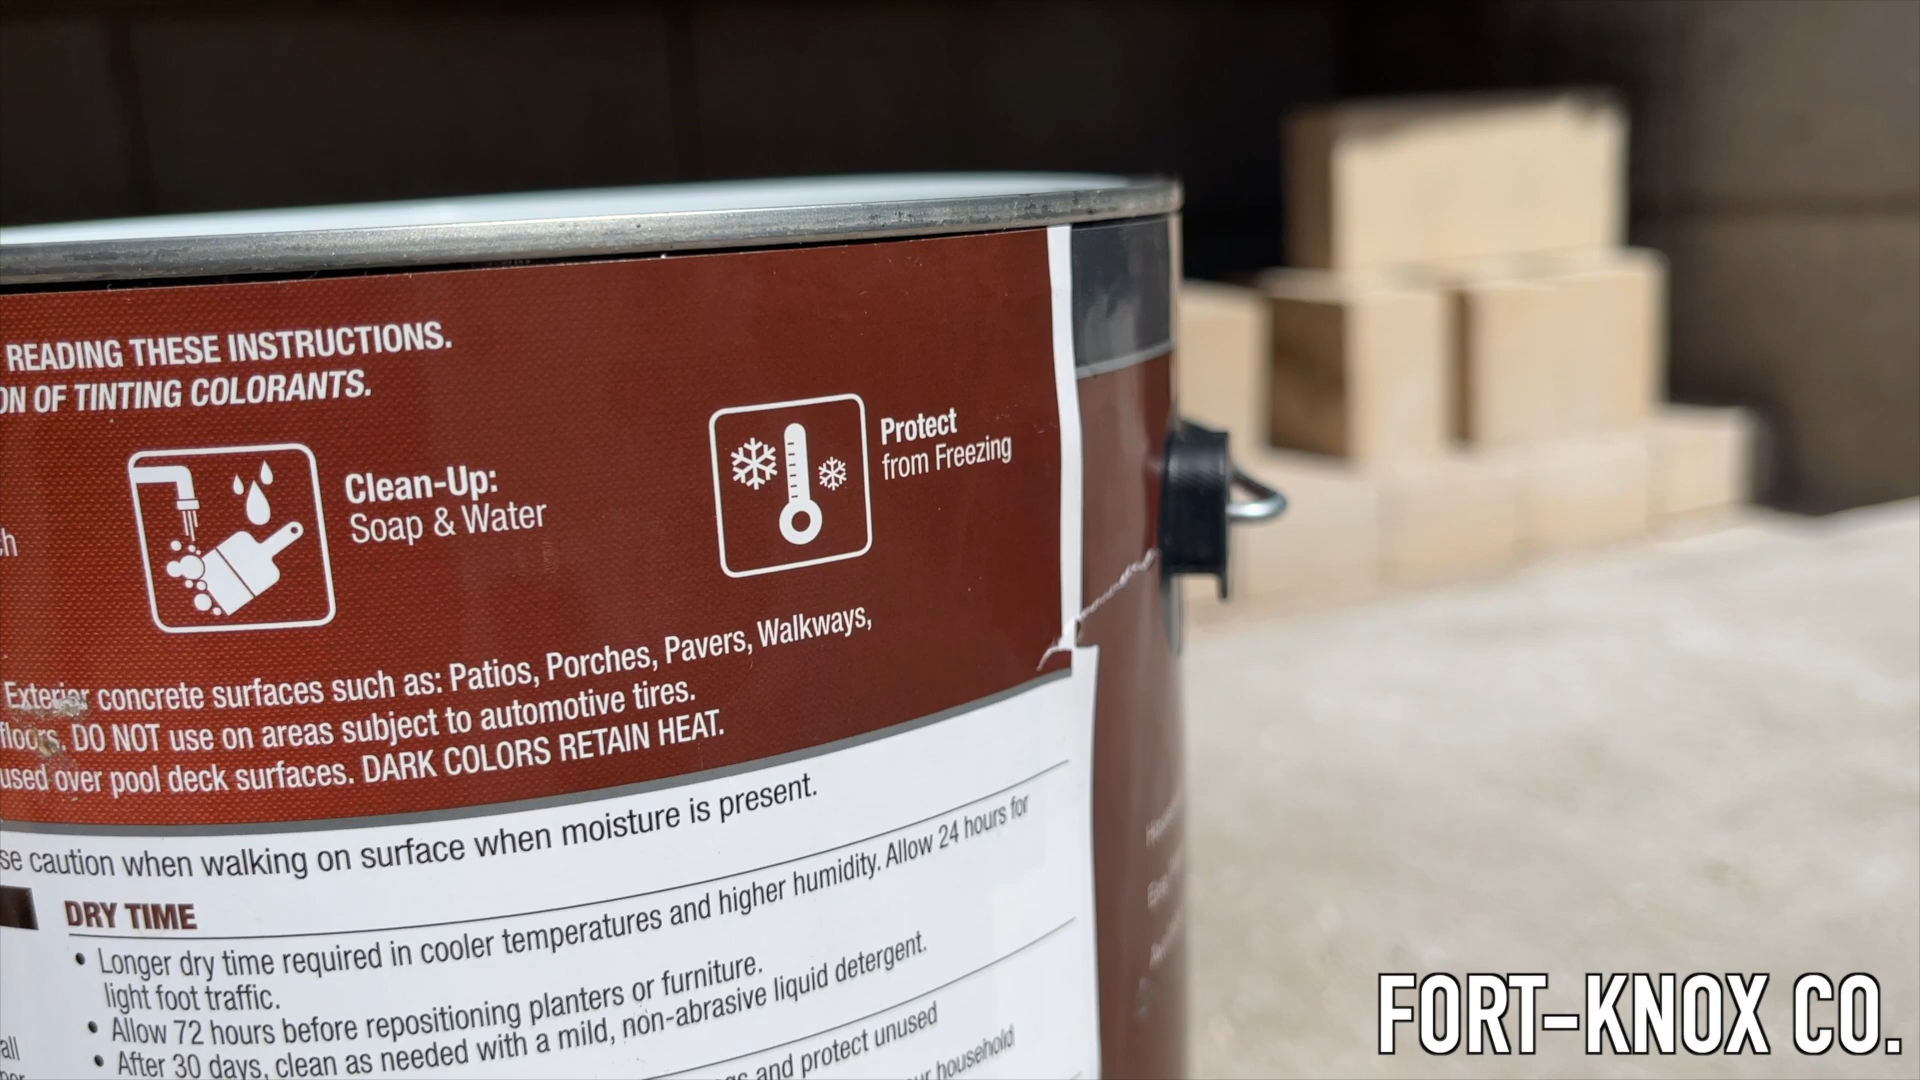 READING THESE INSTRUCTIONS.
ON OF TINTING COLORANTS.
Clean-Up:
Soap & Water
Protect
from Freezing
Exterior concrete surfaces such as: Patios, Porches, Pavers, Walkways,
floors. DO NOT use on areas subject to automotive tires.
used over pool deck surfaces. DARK COLORS RETAIN HEAT.
se caution when walking on surface when moisture is present.
DRY TIME
• Longer dry time required in cooler temperatures and higher humidity. Allow 24 hours for
light foot traffic.
• Allow 72 hours before repositioning planters or furniture.
• After 30 days, clean as needed with a mild, non-abrasive liquid detergent.
and protect unused
household
all
FORT-KNOX CO.